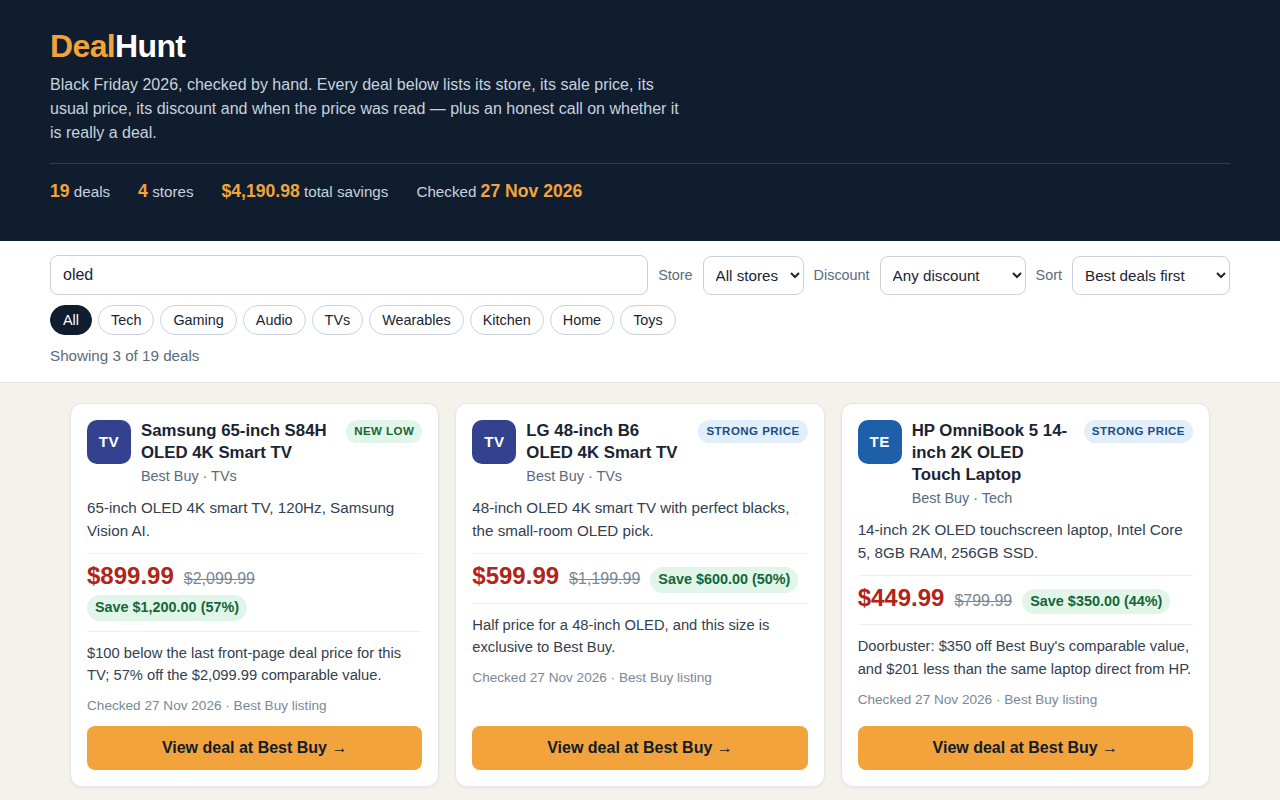 DealHunt
Black Friday 2026, checked by hand. Every deal below lists its store, its sale price, its
usual price, its discount and when the price was read — plus an honest call on whether it
is really a deal.
19 deals 4 stores $4,190.98 total savings Checked 27 Nov 2026
oled Store All stores Discount Any discount Sort Best deals first
All Tech Gaming Audio TVs Wearables Kitchen Home Toys
Showing 3 of 19 deals
TV
Samsung 65-inch S84H
OLED 4K Smart TV
NEW LOW
Best Buy · TVs
65-inch OLED 4K smart TV, 120Hz, Samsung
Vision AI.
$899.99 $2,099.99
Save $1,200.00 (57%)
$100 below the last front-page deal price for this
TV; 57% off the $2,099.99 comparable value.
Checked 27 Nov 2026 · Best Buy listing
View deal at Best Buy →
TV
LG 48-inch B6
OLED 4K Smart TV
STRONG PRICE
Best Buy · TVs
48-inch OLED 4K smart TV with perfect blacks,
the small-room OLED pick.
$599.99 $1,199.99 Save $600.00 (50%)
Half price for a 48-inch OLED, and this size is
exclusive to Best Buy.
Checked 27 Nov 2026 · Best Buy listing
View deal at Best Buy →
TE
HP OmniBook 5 14-
inch 2K OLED
Touch Laptop
STRONG PRICE
Best Buy · Tech
14-inch 2K OLED touchscreen laptop, Intel Core
5, 8GB RAM, 256GB SSD.
$449.99 $799.99 Save $350.00 (44%)
Doorbuster: $350 off Best Buy's comparable value,
and $201 less than the same laptop direct from HP.
Checked 27 Nov 2026 · Best Buy listing
View deal at Best Buy →